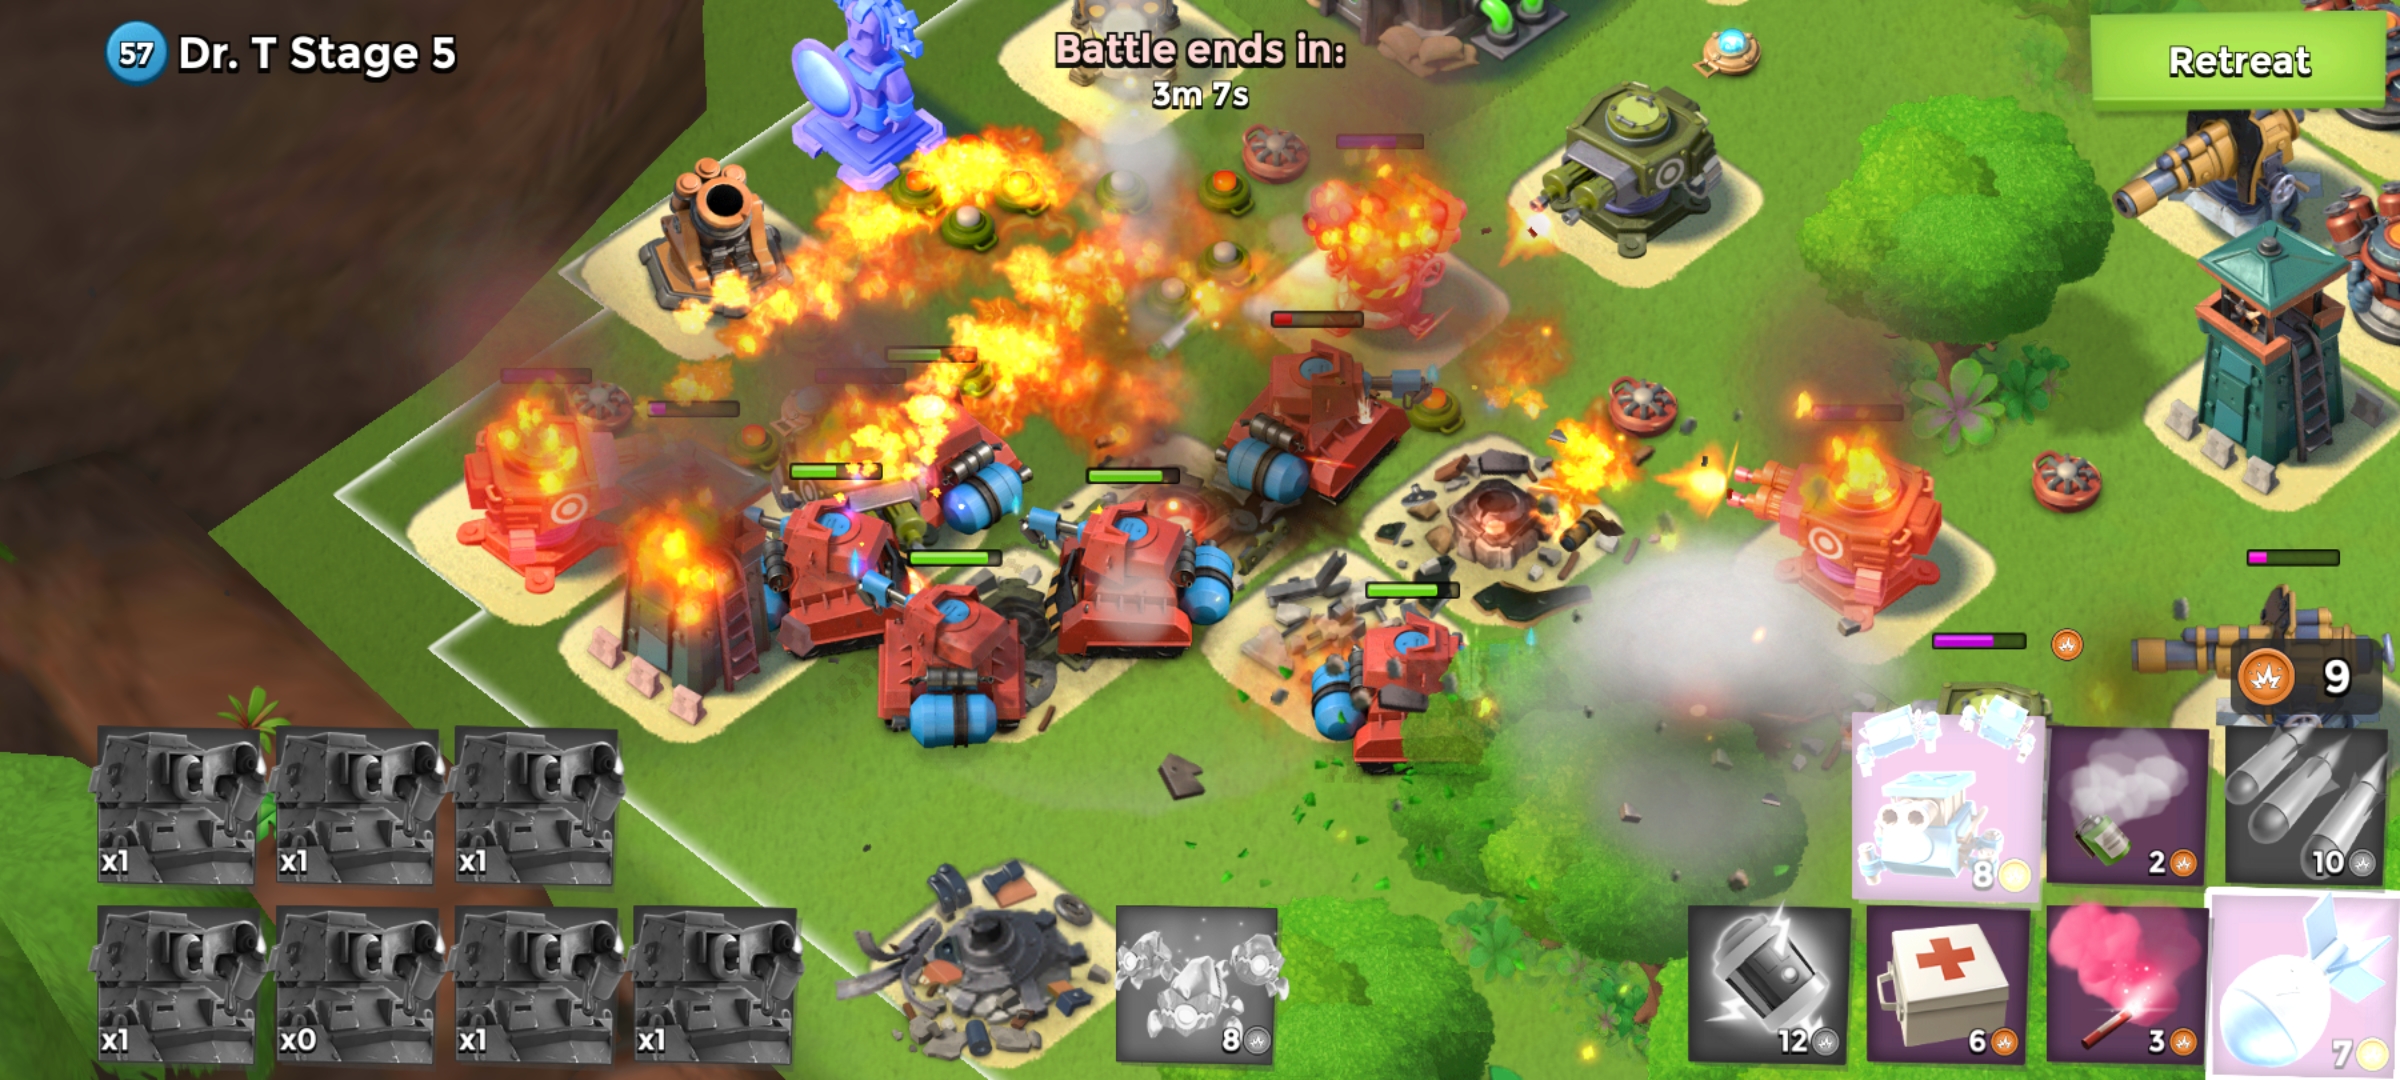 57 Dr. T Stage 5
Battle ends in:
3m 7s
Retreat
9
x1
x1
x1
8
2
10
x1
x0
x1
x1
8
12
6
3
7